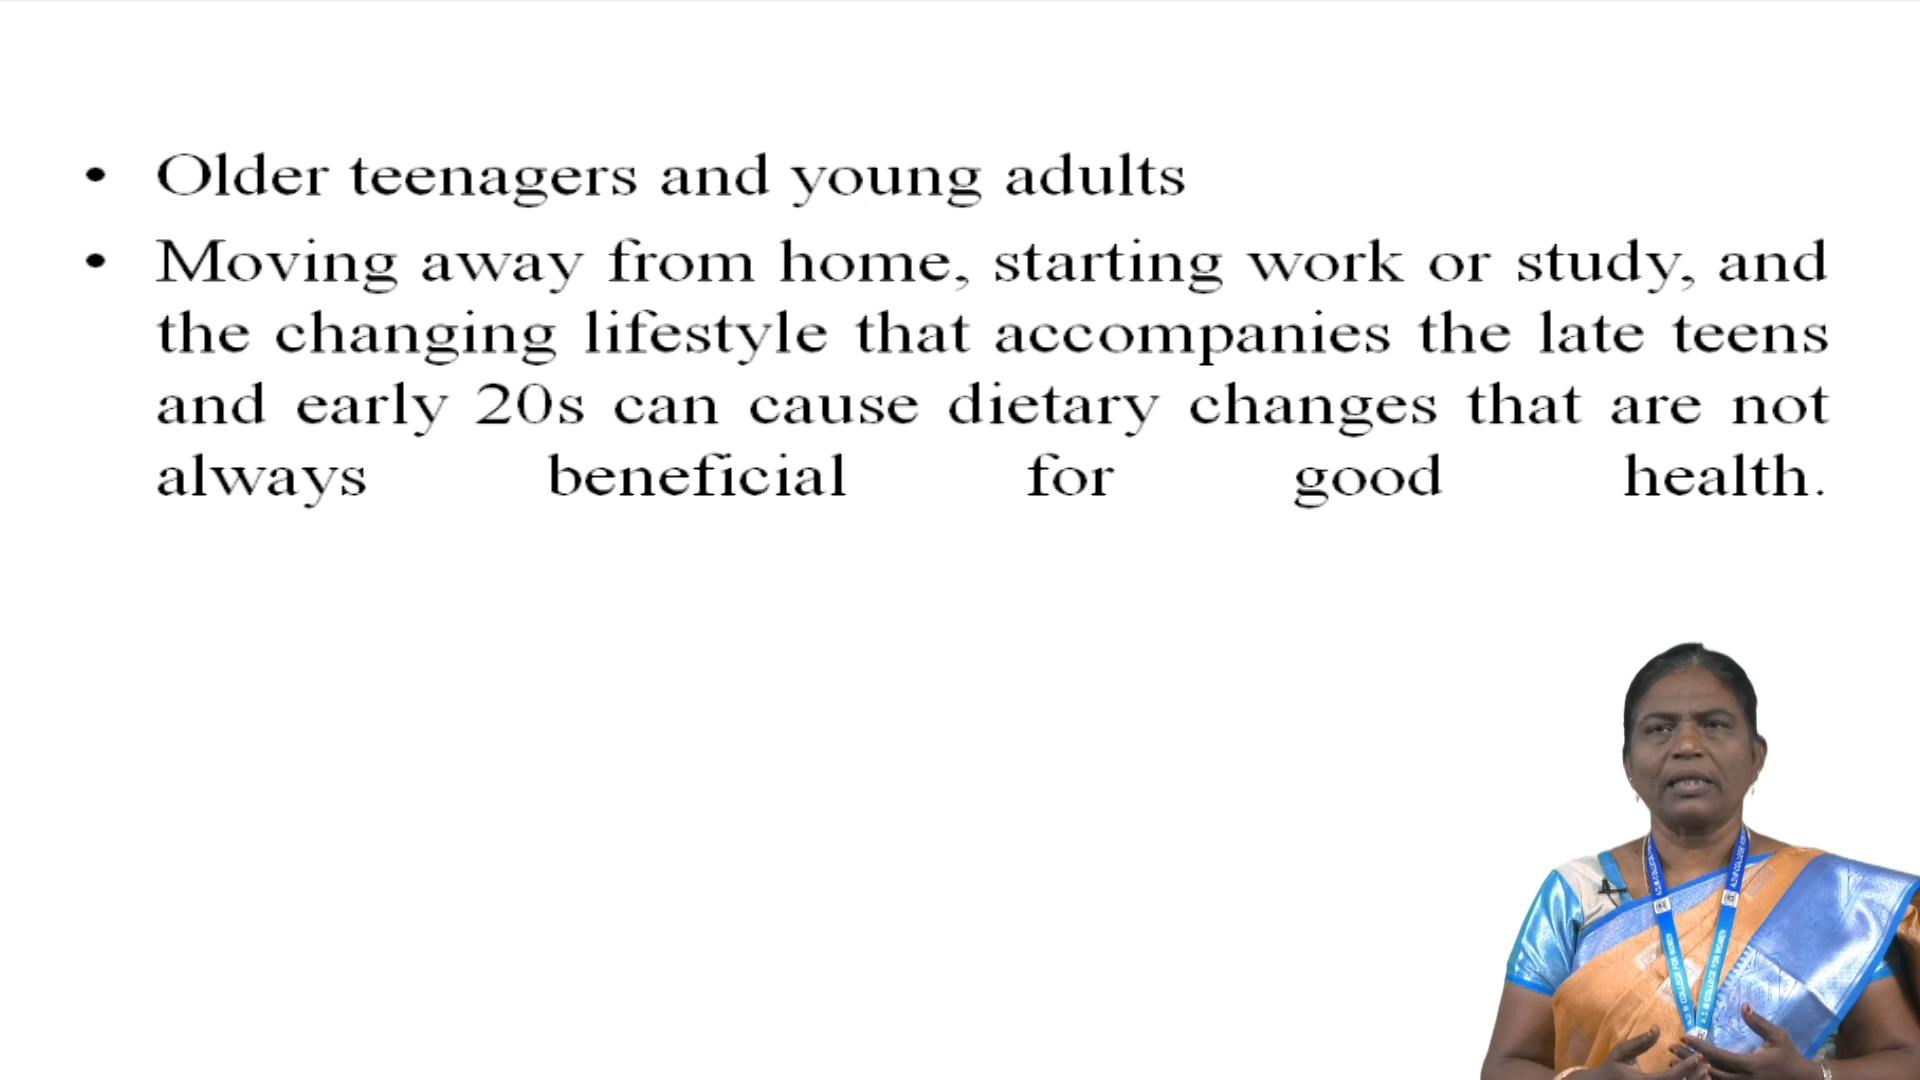 • Older teenagers and young adults
• Moving away from home, starting work or study, and
the changing lifestyle that accompanies the late teens
and early 20s can cause dietary changes that are not
always beneficial for good health.